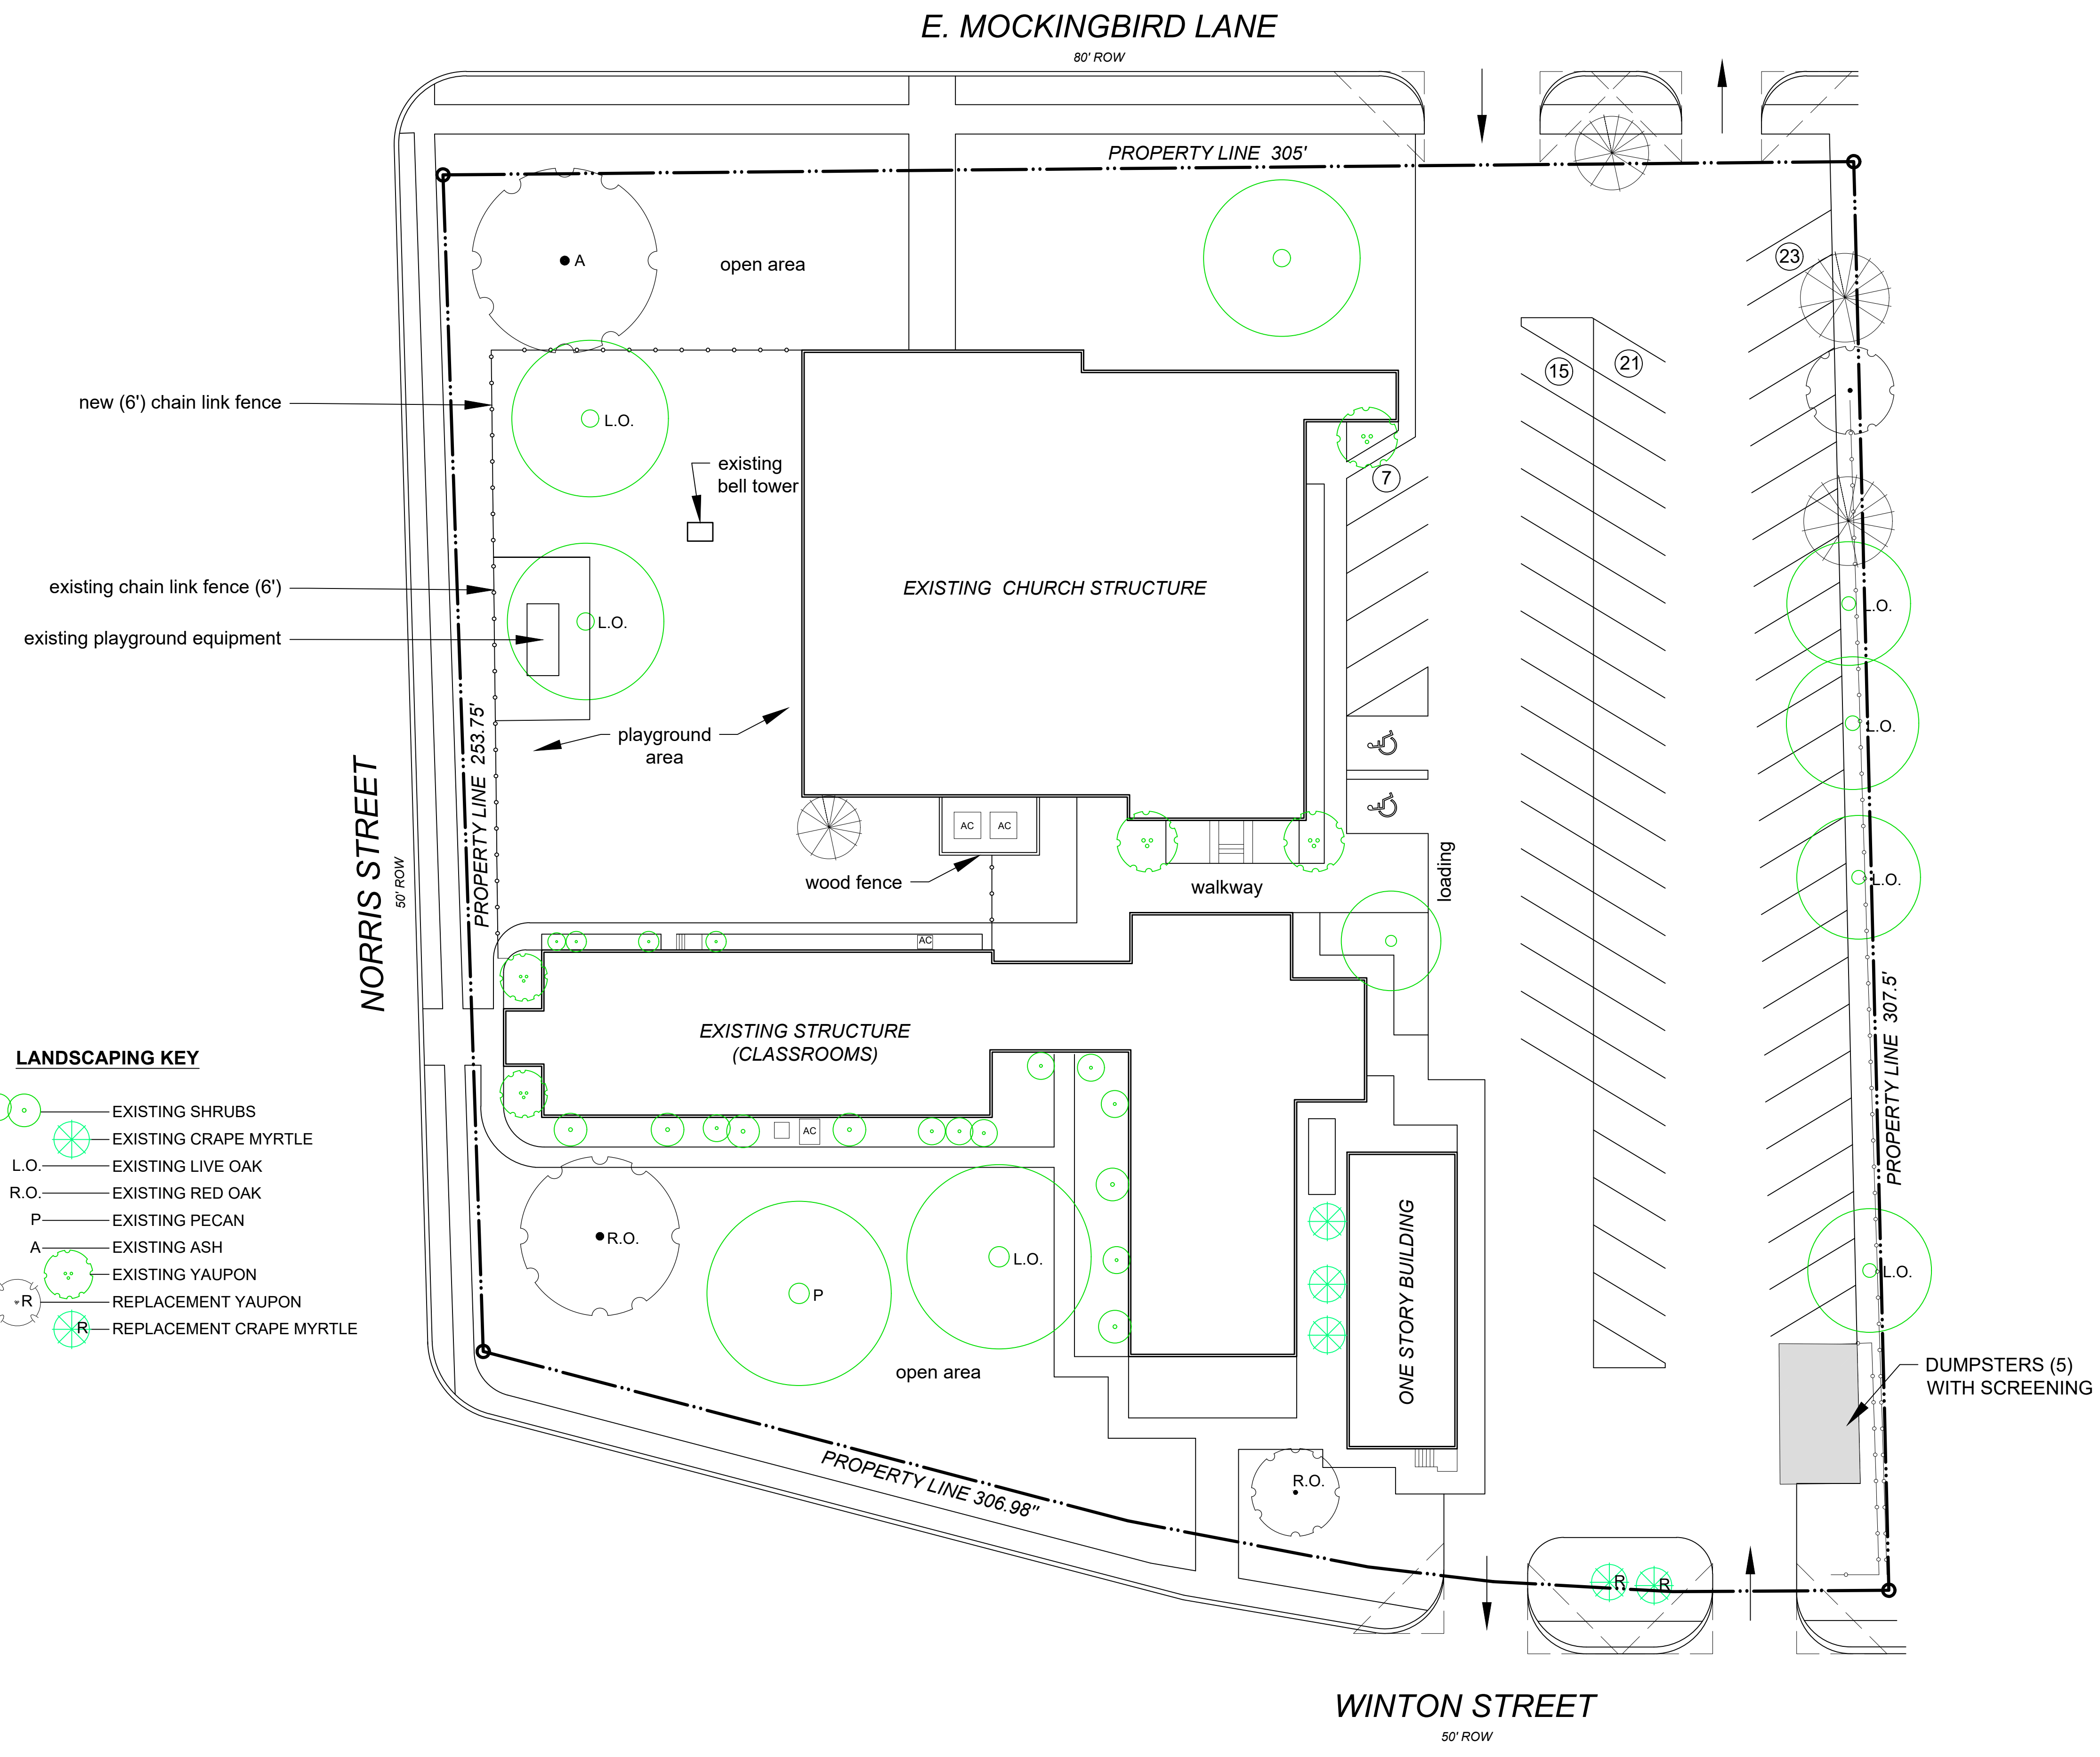 E. MOCKINGBIRD LANE
80' ROW
PROPERTY LINE 305'
A
open area
23
15
21
new (6') chain link fence
L.O.
existing
bell tower
7
existing chain link fence (6')
EXISTING CHURCH STRUCTURE
L.O.
L.O.
existing playground equipment
L.O.
playground
area
PROPERTY LINE 253.75'
NORRIS STREET
50' ROW
AC
AC
wood fence
walkway
loading
L.O.
AC
EXISTING STRUCTURE
(CLASSROOMS)
PROPERTY LINE 307.5'
LANDSCAPING KEY
EXISTING SHRUBS
EXISTING CRAPE MYRTLE
L.O. EXISTING LIVE OAK
R.O. EXISTING RED OAK
P EXISTING PECAN
A EXISTING ASH
EXISTING YAUPON
R REPLACEMENT YAUPON
R REPLACEMENT CRAPE MYRTLE
AC
R.O.
L.O.
P
L.O.
ONE STORY BUILDING
open area
DUMPSTERS (5)
WITH SCREENING
PROPERTY LINE 306.98"
R.O.
R
R
WINTON STREET
50' ROW